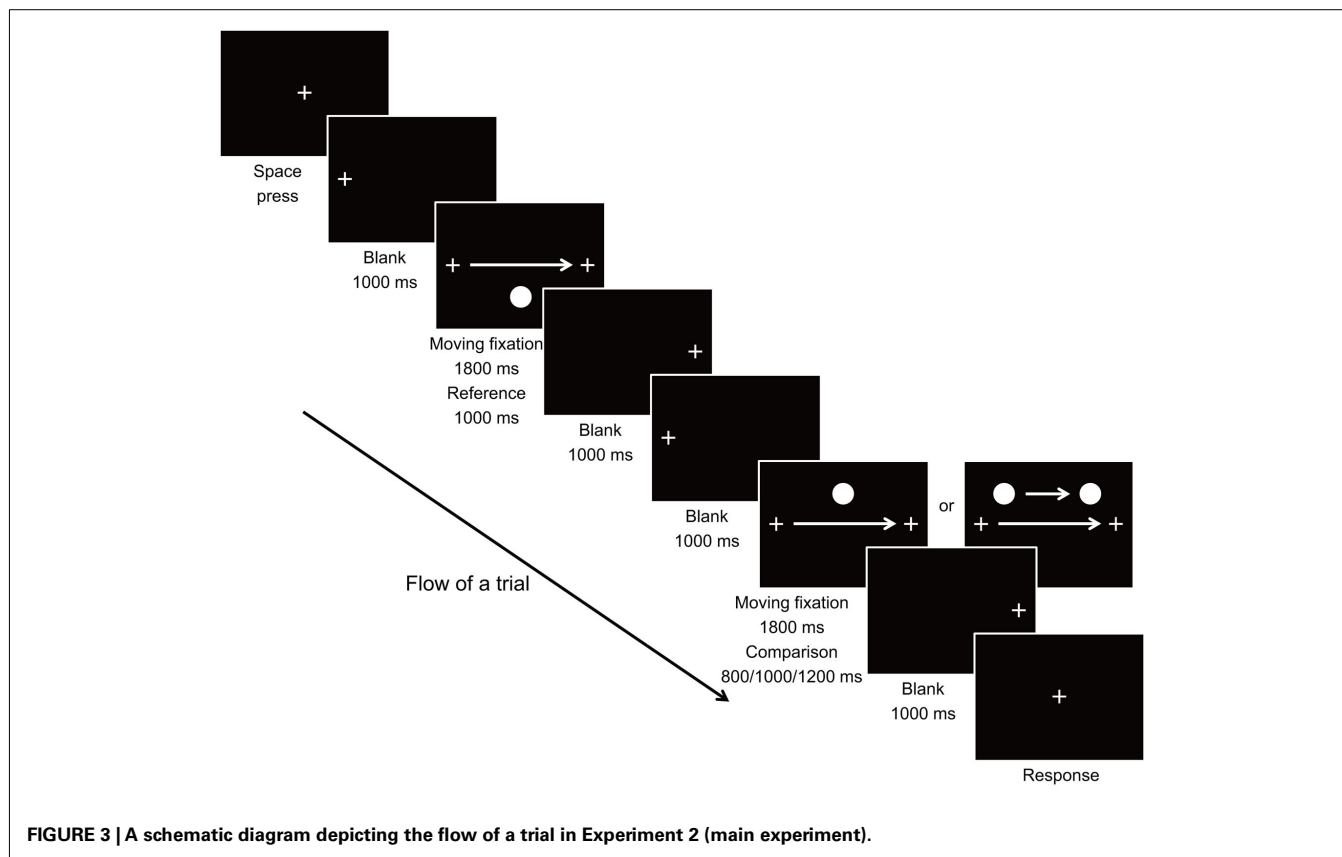 Space
press
Blank
1000 ms
Moving fixation
1800 ms
Reference
1000 ms
Blank
1000 ms
Blank
1000 ms
or
Moving fixation
1800 ms
Comparison
800/1000/1200 ms
Blank
1000 ms
Response
Flow of a trial
FIGURE 3 | A schematic diagram depicting the flow of a trial in Experiment 2 (main experiment).